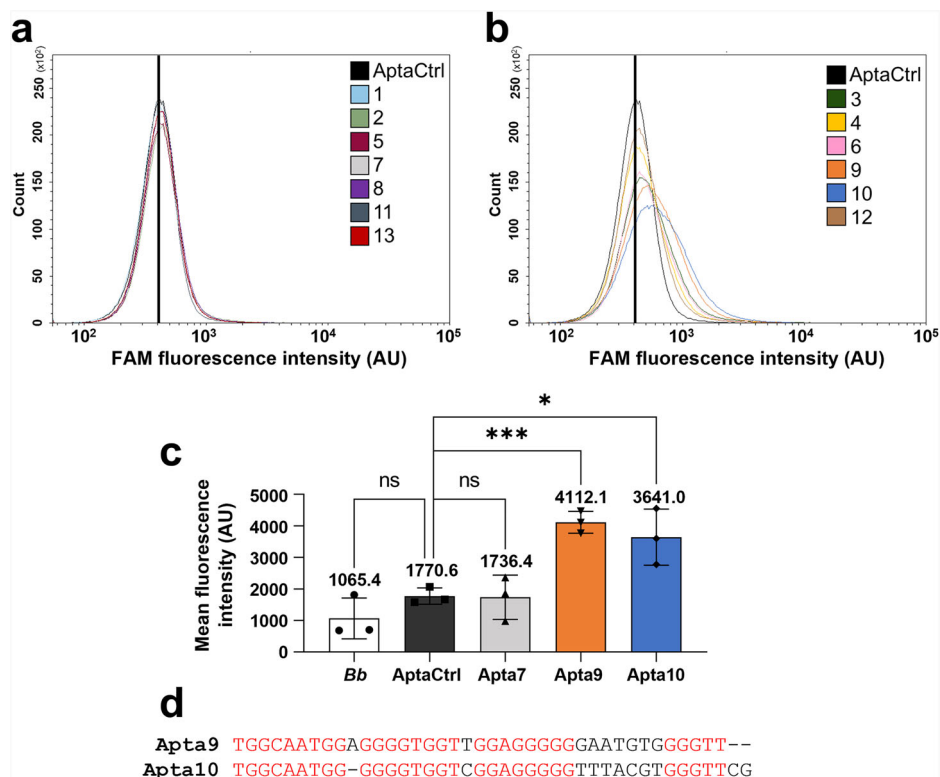 a
b
Count
(x10²)
0 50 100 150 200 250
10² 10³ 10⁴ 10⁵
FAM fluorescence intensity (AU)
AptaCtrl
1
2
5
7
8
11
13
Count
(x10²)
0 50 100 150 200 250
10² 10³ 10⁴ 10⁵
FAM fluorescence intensity (AU)
AptaCtrl
3
4
6
9
10
12
c
*
***
ns
ns
Mean fluorescence
intensity (AU)
5000
4000
3000
2000
1000
0
1065.4
1770.6
1736.4
4112.1
3641.0
Bb AptaCtrl Apta7 Apta9 Apta10
d
Apta9 TGGCAATGGAGGGGTGGTTGGAGGGGGGAATGTGGGGTT--
Apta10 TGGCAATGG-GGGGTGGTCGGAGGGGGTTTACGTGGGTTCG